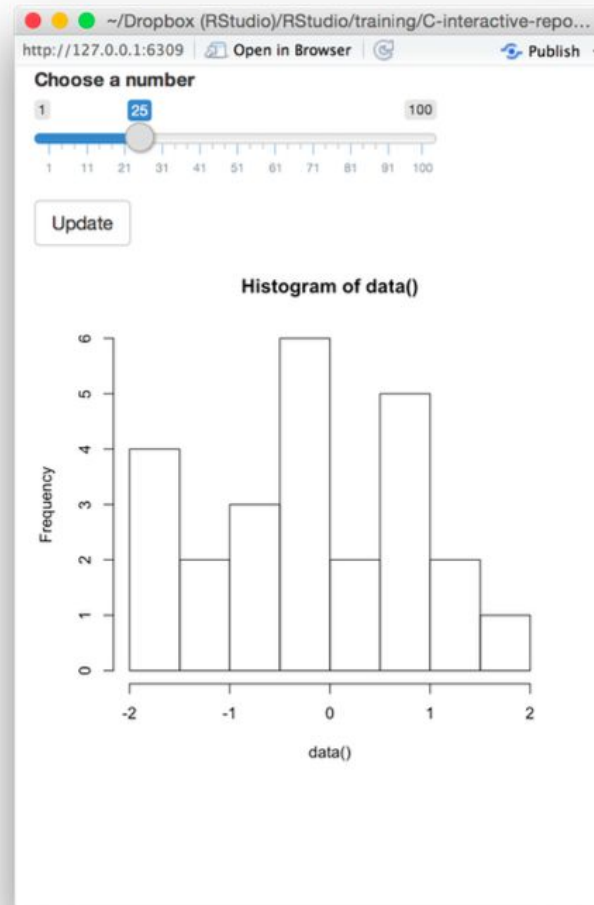 ~/Dropbox (RStudio)/RStudio/training/C-interactive-repo...
http://127.0.0.1:6309 Open in Browser Publish
Choose a number
1 25 100
1 11 21 31 41 51 61 71 81 91 100
Update
Histogram of data()
Frequency
6
5
4
3
2
1
0
-2 -1 0 1 2
data()